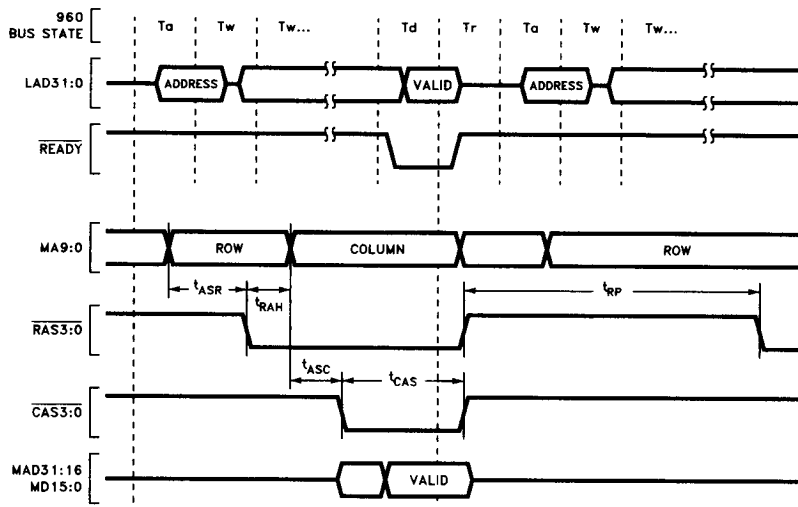 960
BUS STATE
Ta Tw Tw... Td Tr Ta Tw Tw...
LAD31:0 ADDRESS VALID ADDRESS
READY
MA9:0 ROW COLUMN ROW
tASR tRAH tRP
RAS3:0
tASC tCAS
CAS3:0
MAD31:16
MD15:0 VALID